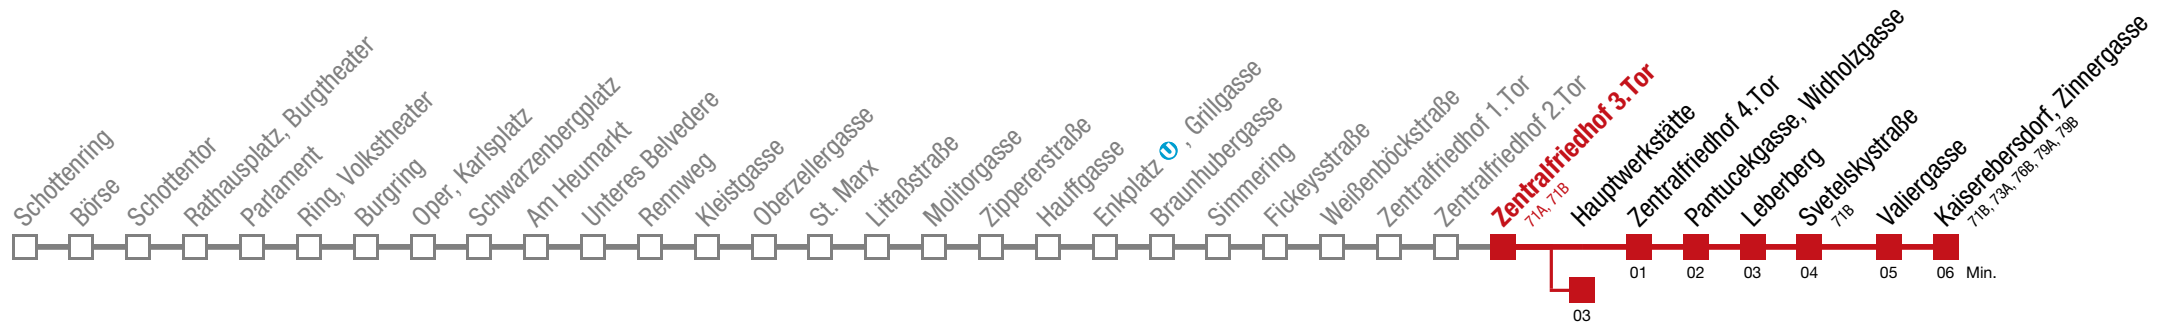 Schottenring
Börse
Schottentor
Rathausplatz, Burgtheater
Parlament
Ring, Volkstheater
Burgring
Oper, Karlsplatz
Schwarzenbergplatz
Am Heumarkt
Unteres Belvedere
Rennweg
Kleistgasse
Oberzellergasse
St. Marx
Litfaßstraße
Molitorgasse
Zippererstraße
Hauffgasse
Enkplatz U, Grillgasse
Braunhubergasse
Simmering
Fickeysstraße
Weißenböckstraße
Zentralfriedhof 1.Tor
Zentralfriedhof 2.Tor
Zentralfriedhof 3.Tor
71A, 71B
Hauptwerkstätte
Zentralfriedhof 4.Tor
Pantucekgasse, Widholzgasse
Leberberg
Svetelskystraße
71B
Valiergasse
Kaiserebersdorf, Zinnergasse
71B, 73A, 76B, 79A, 79B
01 02 03 04 05 06 Min.
03